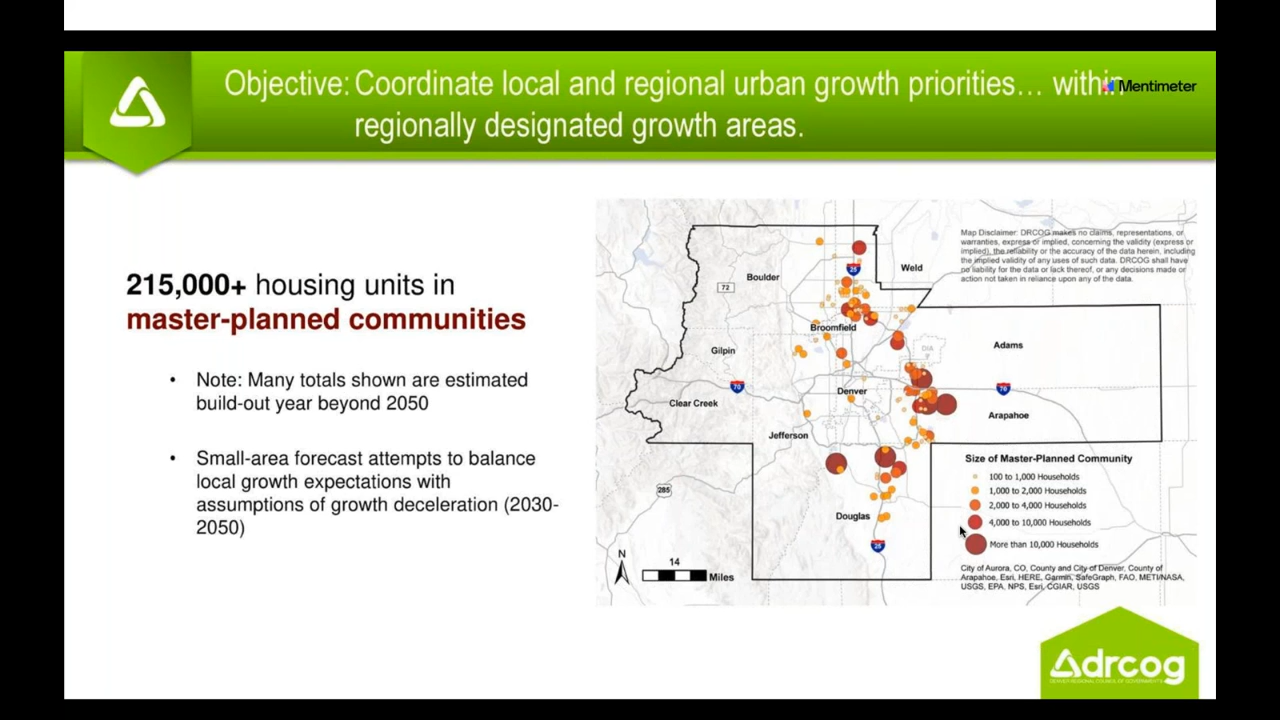 Objective: Coordinate local and regional urban growth priorities… within
regionally designated growth areas.
Mentimeter
215,000+ housing units in
master-planned communities
• Note: Many totals shown are estimated
build-out year beyond 2050
• Small-area forecast attempts to balance
local growth expectations with
assumptions of growth deceleration (2030-
2050)
Map Disclaimer: DRCOG makes no claims, representations, or
warranties, express or implied, concerning the validity (express or
implied), the reliability or the accuracy of the data herein, including
the implied validity of any uses of such data. DRCOG shall have
no liability for the data or lack thereof, or any decisions made or
action not taken in reliance upon any of the data.
25
Weld
Boulder
72
Broomfield
Adams
DIA
Gilpin
70
76
Denver
Clear Creek
Arapahoe
Jefferson
285
Douglas
25
Size of Master-Planned Community
100 to 1,000 Households
1,000 to 2,000 Households
2,000 to 4,000 Households
4,000 to 10,000 Households
More than 10,000 Households
N
14
Miles
City of Aurora, CO, County and City of Denver, County of
Arapahoe, Esri, HERE, Garmin, SafeGraph, FAO, METI/NASA,
USGS, EPA, NPS, Esri, CGIAR, USGS
drcog
DENVER REGIONAL COUNCIL OF GOVERNMENTS